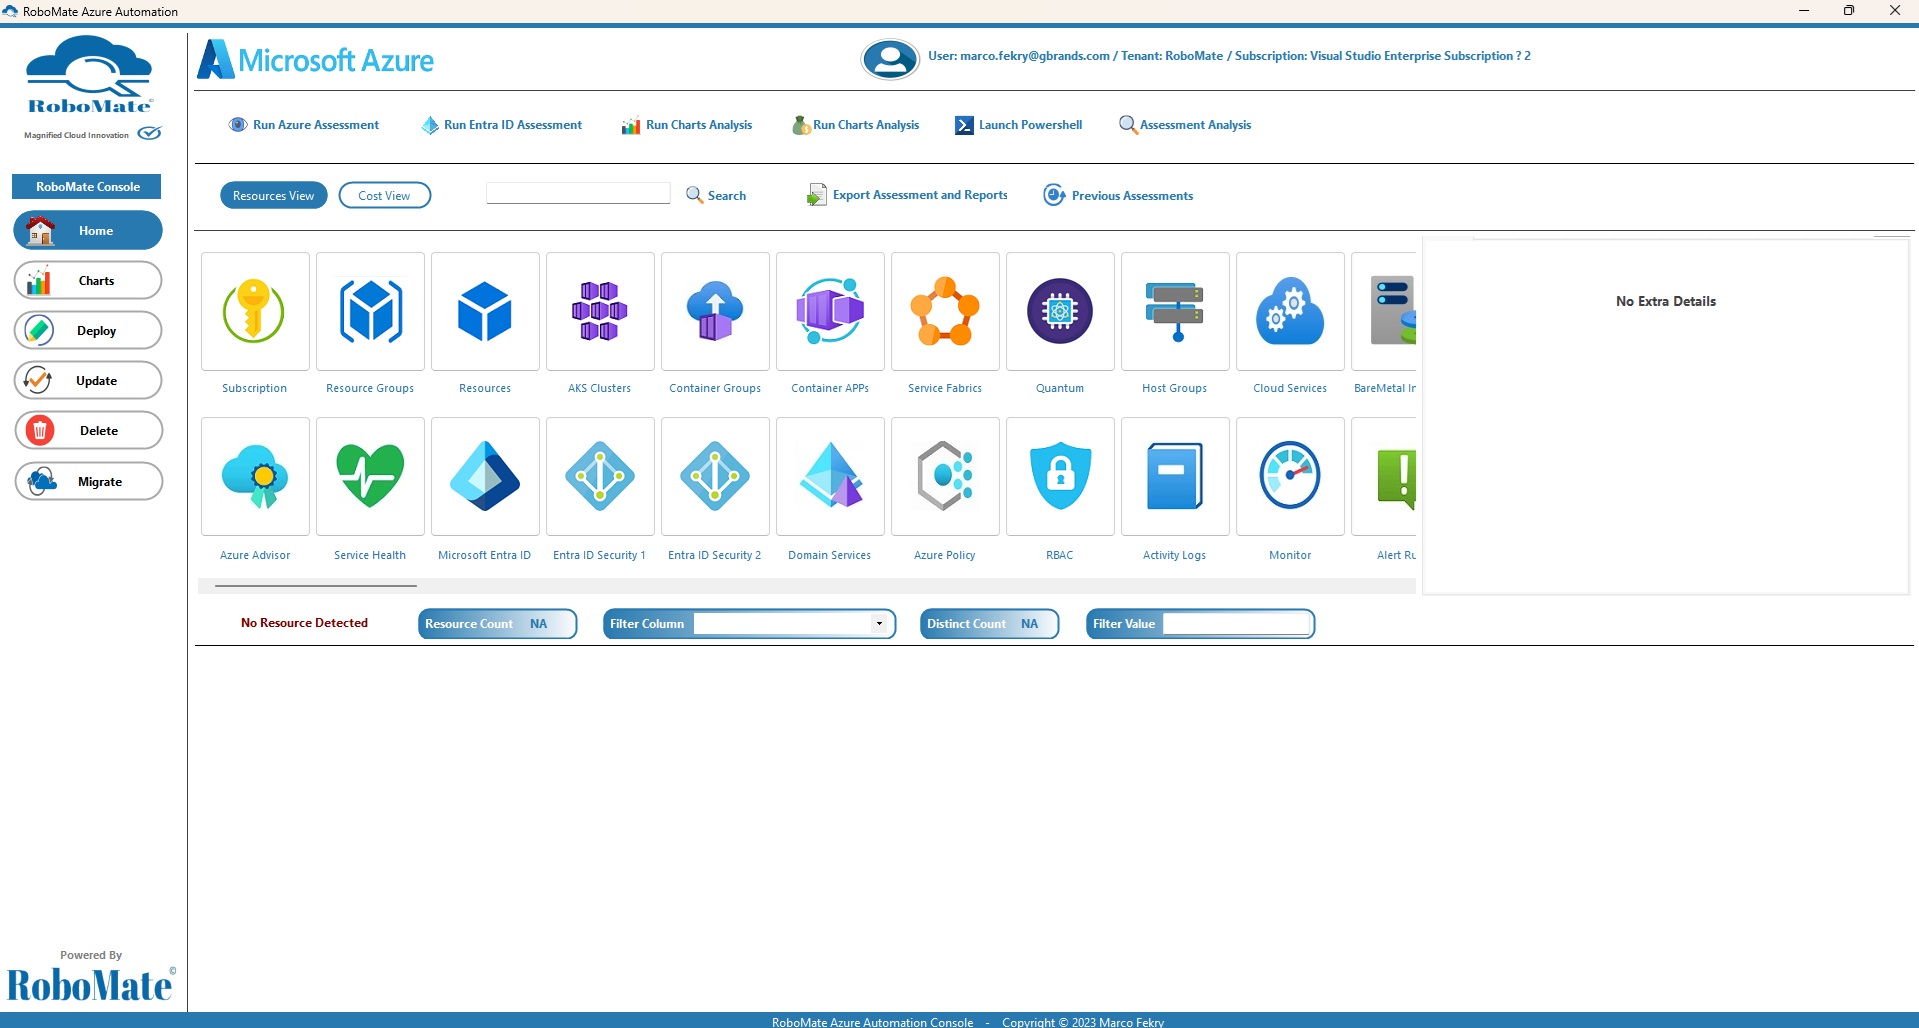 RoboMate Azure Automation
RoboMate©
Magnified Cloud Innovation
Microsoft Azure
User: marco.fekry@gbrands.com / Tenant: RoboMate / Subscription: Visual Studio Enterprise Subscription ? 2
Run Azure Assessment
Run Entra ID Assessment
Run Charts Analysis
Run Charts Analysis
Launch Powershell
Assessment Analysis
RoboMate Console
Home
Charts
Deploy
Update
Delete
Migrate
Resources View
Cost View
Search
Export Assessment and Reports
Previous Assessments
Subscription
Resource Groups
Resources
AKS Clusters
Container Groups
Container APPs
Service Fabrics
Quantum
Host Groups
Cloud Services
BareMetal In
No Extra Details
Azure Advisor
Service Health
Microsoft Entra ID
Entra ID Security 1
Entra ID Security 2
Domain Services
Azure Policy
RBAC
Activity Logs
Monitor
Alert Ru
No Resource Detected
Resource Count NA
Filter Column
Distinct Count NA
Filter Value
Powered By
RoboMate©
RoboMate Azure Automation Console - Copyright © 2023 Marco Fekry